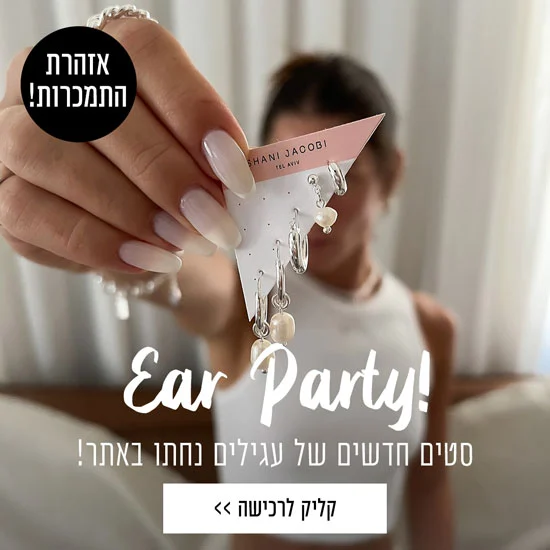 אזהרת
התמכרות!
SHANI JACOBI
TEL AVIV
Ear Party!
סטים חדשים של עגילים נחתו באתר!
קליק לרכישה >>